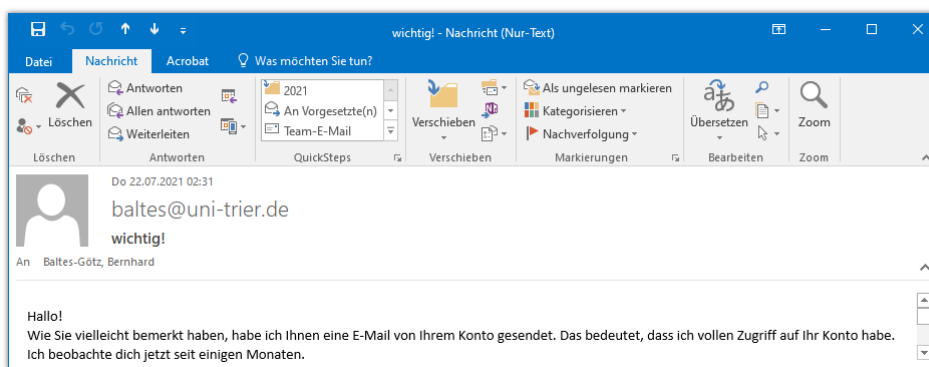 wichtig! - Nachricht (Nur-Text)
Datei Nachricht Acrobat Was möchten Sie tun?
Löschen
Antworten
Allen antworten
Weiterleiten
2021
An Vorgesetzte(n)
Team-E-Mail
Verschieben
Als ungelesen markieren
Kategorisieren
Nachverfolgung
Übersetzen
Zoom
Löschen Antworten QuickSteps Verschieben Markierungen Bearbeiten Zoom
Do 22.07.2021 02:31
baltes@uni-trier.de
wichtig!
An Baltes-Götz, Bernhard
Hallo!
Wie Sie vielleicht bemerkt haben, habe ich Ihnen eine E-Mail von Ihrem Konto gesendet. Das bedeutet, dass ich vollen Zugriff auf Ihr Konto habe.
Ich beobachte dich jetzt seit einigen Monaten.